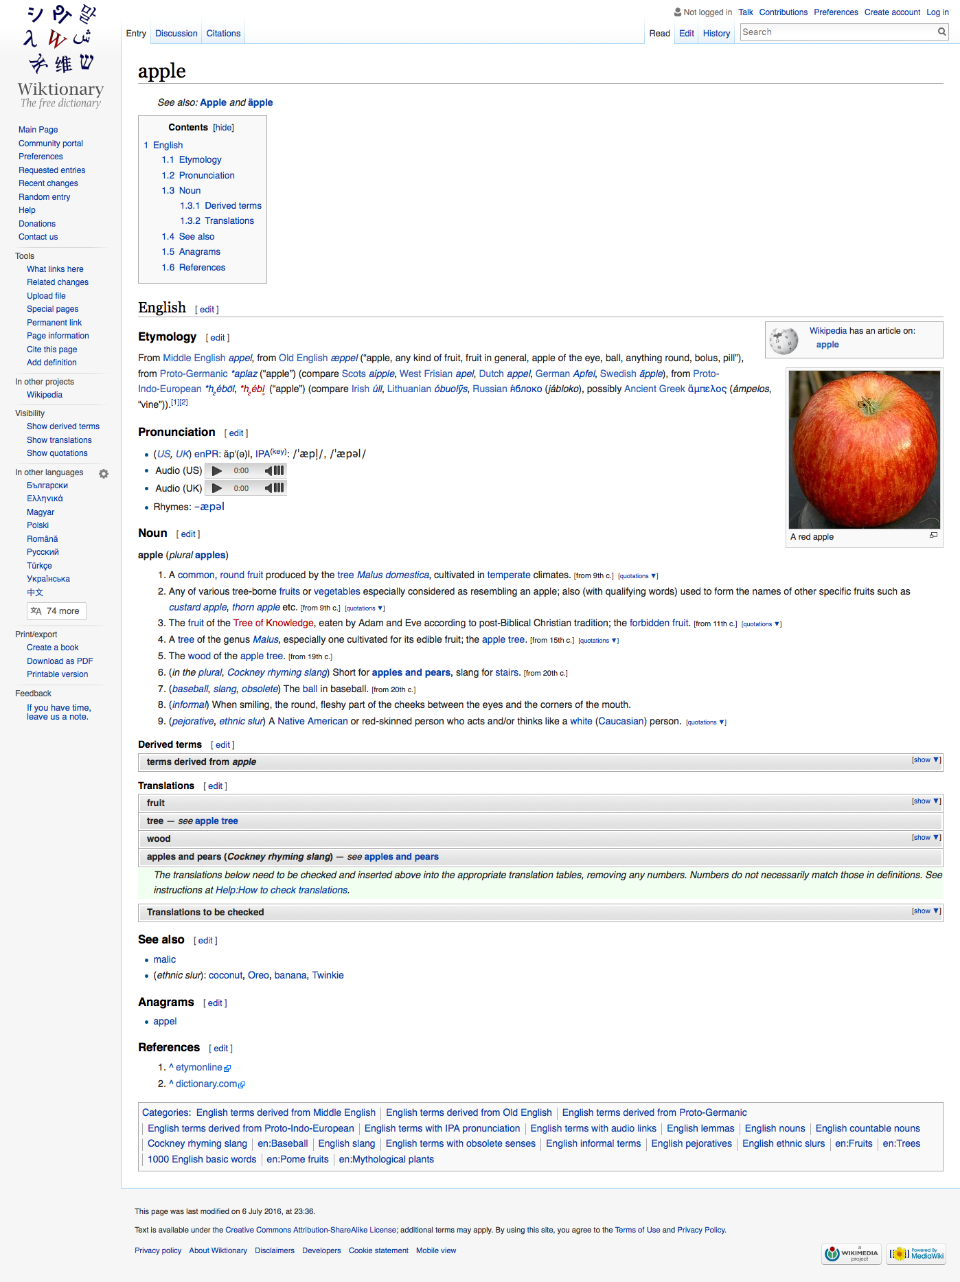 Not logged in Talk Contributions Preferences Create account Log in
Entry Discussion Citations Read Edit History Search
Wiktionary
The free dictionary
Main Page
Community portal
Preferences
Requested entries
Recent changes
Random entry
Help
Donations
Contact us
Tools
What links here
Related changes
Upload file
Special pages
Permanent link
Page information
Cite this page
Add definition
In other projects
Wikipedia
Visibility
Show derived terms
Show translations
Show quotations
In other languages
Български
Ελληνικά
Magyar
Polski
Română
Русский
Türkçe
Українська
中文
74 more
Print/export
Create a book
Download as PDF
Printable version
Feedback
If you have time,
leave us a note.
apple
See also: Apple and äpple
Contents [hide]
1 English
1.1 Etymology
1.2 Pronunciation
1.3 Noun
1.3.1 Derived terms
1.3.2 Translations
1.4 See also
1.5 Anagrams
1.6 References
English [ edit ]
Wikipedia has an article on:
apple
Etymology [ edit ]
From Middle English appel, from Old English æppel ("apple, any kind of fruit, fruit in general, apple of the eye, ball, anything round, bolus, pill"),
from Proto-Germanic *aplaz ("apple") (compare Scots aipple, West Frisian apel, Dutch appel, German Apfel, Swedish äpple), from Proto-
Indo-European *h₂ébōl, *h₂ébl̥ ("apple") (compare Irish úll, Lithuanian óbuolỹs, Russian я́блоко (jábloko), possibly Ancient Greek ἄμπελος (ámpelos,
"vine")).[1][2]
A red apple
Pronunciation [ edit ]
(US, UK) enPR: ăp'(ə)l, IPA(key): /ˈæp|/, /ˈæpəl/
Audio (US) 0:00
Audio (UK) 0:00
Rhymes: -æpəl
Noun [ edit ]
apple (plural apples)
1. A common, round fruit produced by the tree Malus domestica, cultivated in temperate climates. [from 9th c.] [quotations ▼]
2. Any of various tree-borne fruits or vegetables especially considered as resembling an apple; also (with qualifying words) used to form the names of other specific fruits such as
custard apple, thorn apple etc. [from 9th c.] [quotations ▼]
3. The fruit of the Tree of Knowledge, eaten by Adam and Eve according to post-Biblical Christian tradition; the forbidden fruit. [from 11th c.] [quotations ▼]
4. A tree of the genus Malus, especially one cultivated for its edible fruit; the apple tree. [from 15th c.] [quotations ▼]
5. The wood of the apple tree. [from 19th c.]
6. (in the plural, Cockney rhyming slang) Short for apples and pears, slang for stairs. [from 20th c.]
7. (baseball, slang, obsolete) The ball in baseball. [from 20th c.]
8. (informal) When smiling, the round, fleshy part of the cheeks between the eyes and the corners of the mouth.
9. (pejorative, ethnic slur) A Native American or red-skinned person who acts and/or thinks like a white (Caucasian) person. [quotations ▼]
Derived terms [ edit ]
terms derived from apple [show ▼]
Translations [ edit ]
fruit [show ▼]
tree — see apple tree
wood [show ▼]
apples and pears (Cockney rhyming slang) — see apples and pears
The translations below need to be checked and inserted above into the appropriate translation tables, removing any numbers. Numbers do not necessarily match those in definitions. See
instructions at Help:How to check translations.
Translations to be checked [show ▼]
See also [ edit ]
malic
(ethnic slur): coconut, Oreo, banana, Twinkie
Anagrams [ edit ]
appel
References [ edit ]
1. ^ etymonline
2. ^ dictionary.com
Categories: English terms derived from Middle English | English terms derived from Old English | English terms derived from Proto-Germanic
| English terms derived from Proto-Indo-European | English terms with IPA pronunciation | English terms with audio links | English lemmas | English nouns | English countable nouns
Cockney rhyming slang | en:Baseball | English slang | English terms with obsolete senses | English informal terms | English pejoratives | English ethnic slurs | en:Fruits | en:Trees
| 1000 English basic words | en:Pome fruits | en:Mythological plants
This page was last modified on 6 July 2016, at 23:36.
Text is available under the Creative Commons Attribution-ShareAlike License; additional terms may apply. By using this site, you agree to the Terms of Use and Privacy Policy.
Privacy policy About Wiktionary Disclaimers Developers Cookie statement Mobile view
A WIKIMEDIA project
Powered By MediaWiki